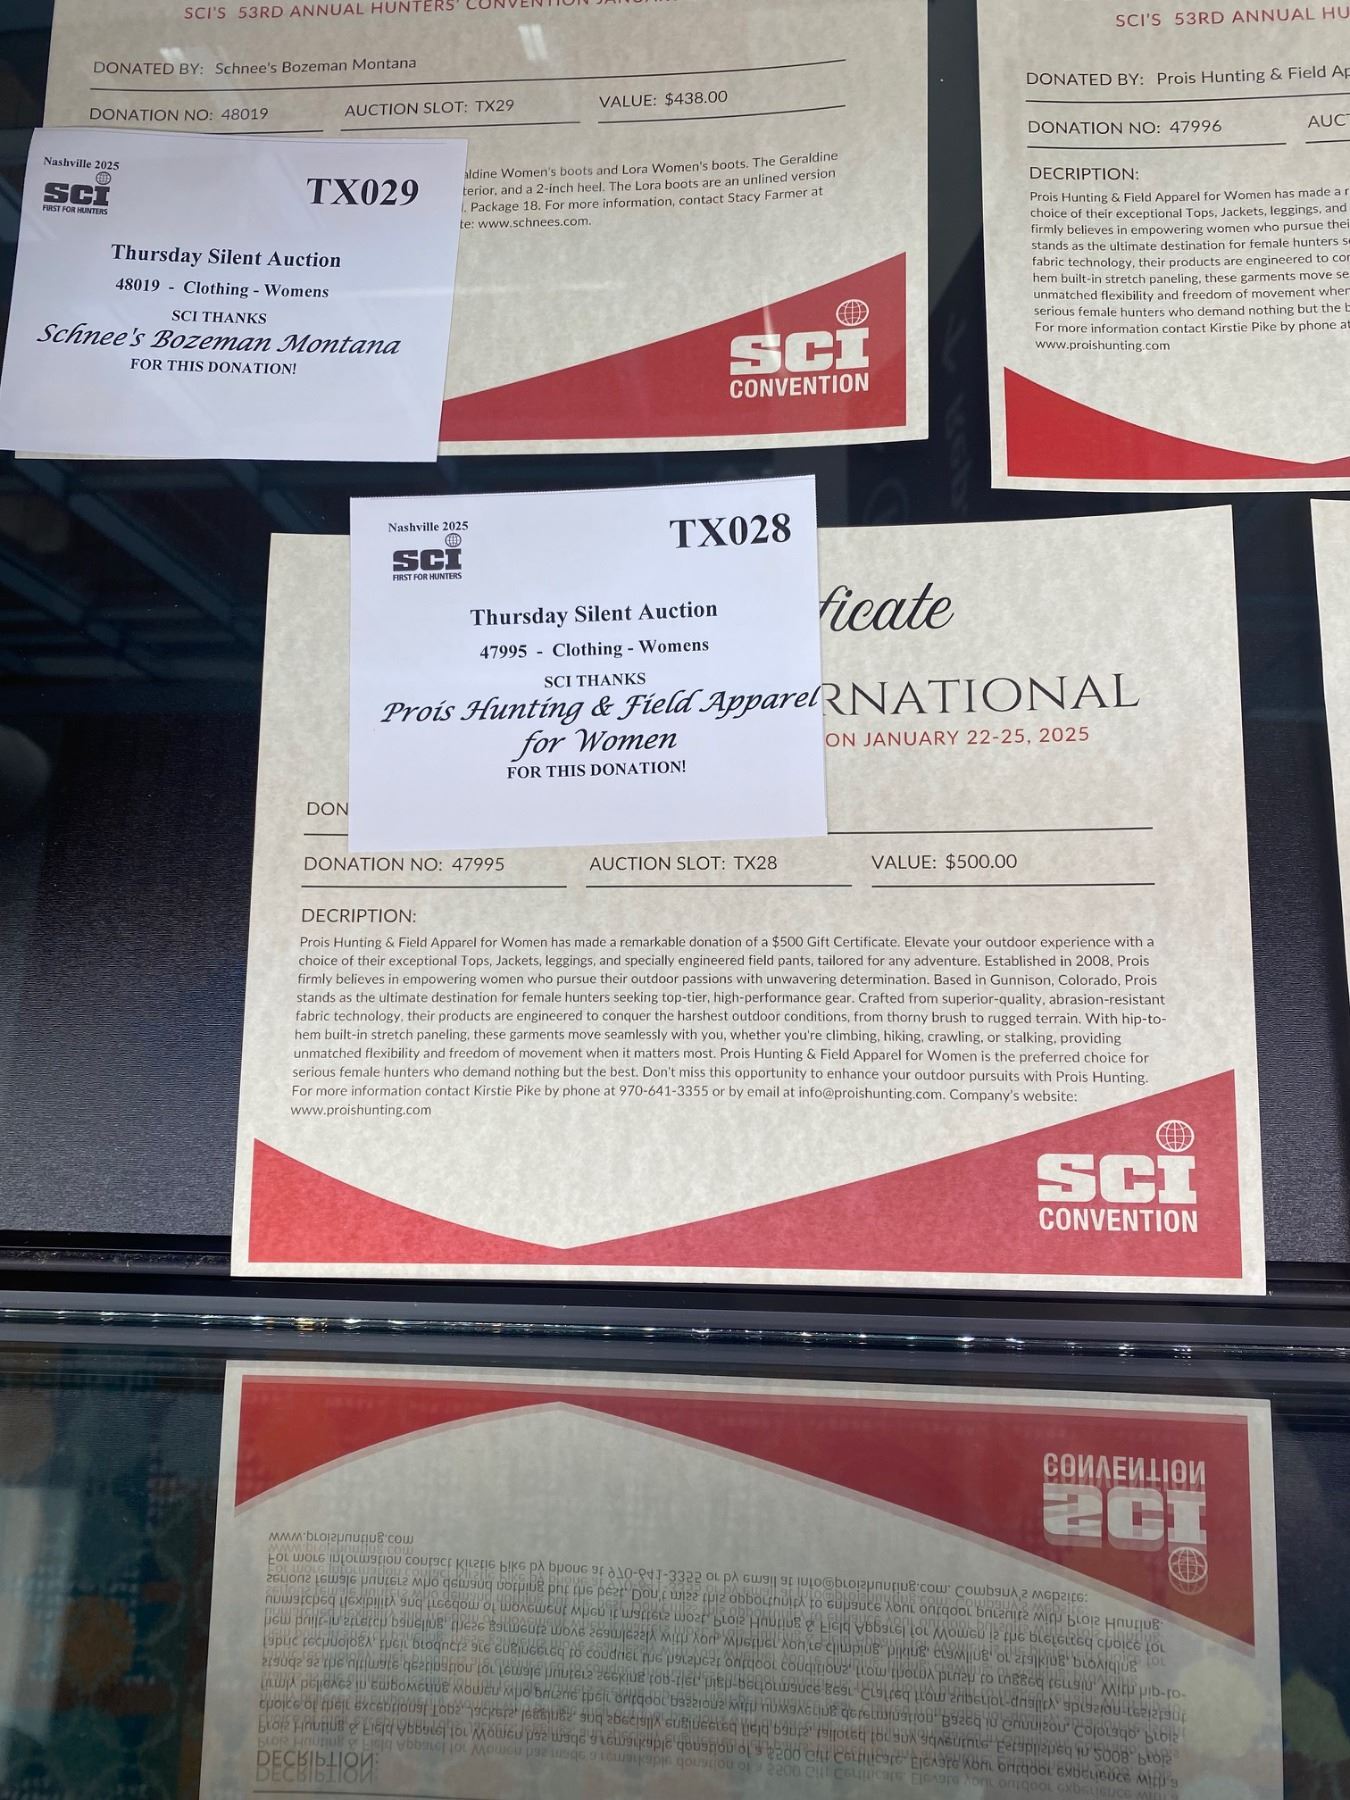 SCI'S 53RD ANNUAL HUNTERS' CONVENTION
DONATED BY: Schnee's Bozeman Montana
DONATION NO: 48019 AUCTION SLOT: TX29 VALUE: $438.00
Women's boots and Lora Women's boots. The Geraldine
and a 2-inch heel. The Lora boots are an unlined version
Package 18. For more information, contact Stacy Farmer at
www.schnees.com.
SCI
CONVENTION
Nashville 2025
SCI
FIRST FOR HUNTERS
TX029
Thursday Silent Auction
48019 - Clothing - Womens
SCI THANKS
Schnee's Bozeman Montana
FOR THIS DONATION!
SCI'S 53RD ANNUAL
DONATED BY: Prois Hunting & Field
DONATION NO: 47996
DECRIPTION:
Prois Hunting & Field Apparel for Women has made a
choice of their exceptional Tops, Jackets, leggings, and
firmly believes in empowering women who pursue
stands as the ultimate destination for female hunters
fabric technology, their products are engineered to
hem built-in stretch paneling, these garments move
unmatched flexibility and freedom of movement
serious female hunters who demand nothing but the
For more information contact Kirstie Pike by phone
www.proishunting.com
Nashville 2025
SCI
FIRST FOR HUNTERS
TX028
Thursday Silent Auction
47995 - Clothing - Womens
SCI THANKS
Prois Hunting & Field Apparel
for Women
FOR THIS DONATION!
ficate
RNATIONAL
ON JANUARY 22-25, 2025
DON
DONATION NO: 47995 AUCTION SLOT: TX28 VALUE: $500.00
DECRIPTION:
Prois Hunting & Field Apparel for Women has made a remarkable donation of a $500 Gift Certificate. Elevate your outdoor experience with a
choice of their exceptional Tops, Jackets, leggings, and specially engineered field pants, tailored for any adventure. Established in 2008, Prois
firmly believes in empowering women who pursue their outdoor passions with unwavering determination. Based in Gunnison, Colorado, Prois
stands as the ultimate destination for female hunters seeking top-tier, high-performance gear. Crafted from superior-quality, abrasion-resistant
fabric technology, their products are engineered to conquer the harshest outdoor conditions, from thorny brush to rugged terrain. With hip-to-
hem built-in stretch paneling, these garments move seamlessly with you, whether you're climbing, hiking, crawling, or stalking, providing
unmatched flexibility and freedom of movement when it matters most. Prois Hunting & Field Apparel for Women is the preferred choice for
serious female hunters who demand nothing but the best. Don't miss this opportunity to enhance your outdoor pursuits with Prois Hunting.
For more information contact Kirstie Pike by phone at 970-641-3355 or by email at info@proishunting.com. Company's website:
www.proishunting.com
SCI
CONVENTION